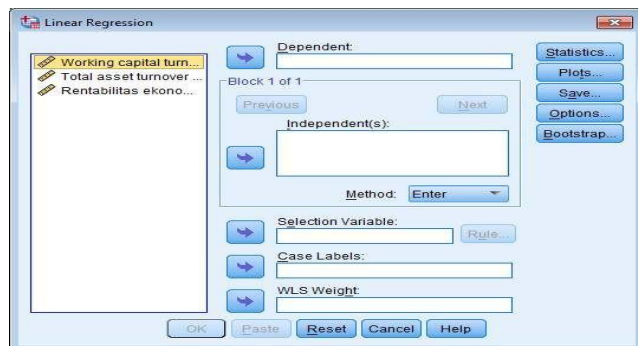 Linear Regression
Working capital turn...
Total asset turnover ...
Rentabilitas ekono...
Dependent:
Block 1 of 1
Previous
Next
Independent(s):
Method: Enter
Selection Variable:
Rule...
Case Labels:
WLS Weight:
Statistics...
Plots...
Save...
Options...
Bootstrap...
OK Paste Reset Cancel Help